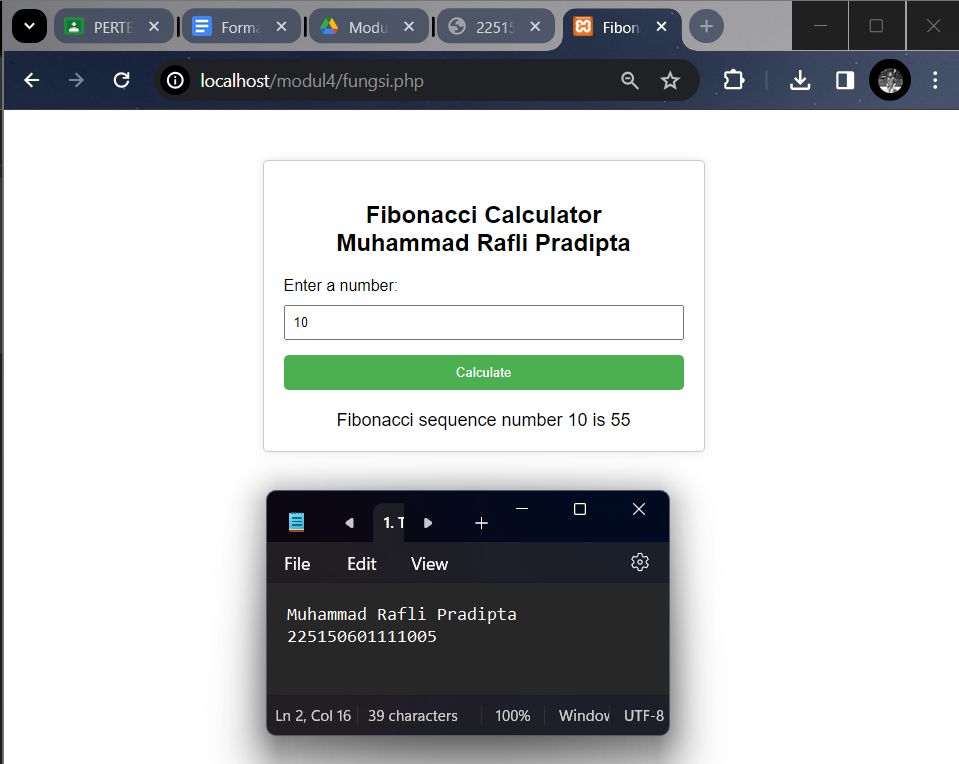 PERTE
Forma
Modu
22515
Fibon
localhost/modul4/fungsi.php
Fibonacci Calculator
Muhammad Rafli Pradipta
Enter a number:
10
Calculate
Fibonacci sequence number 10 is 55
1. T
File Edit View
Muhammad Rafli Pradipta
225150601111005
Ln 2, Col 16 39 characters 100% Window UTF-8